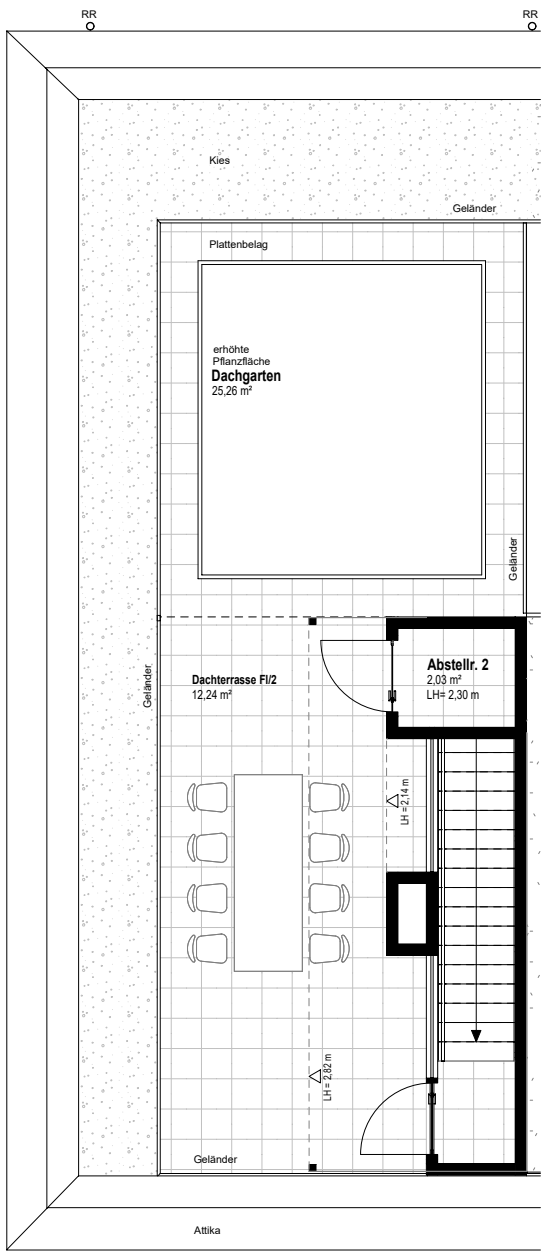 RR
RR
Kies
Geländer
Plattenbelag
erhöhte
Pflanzfläche
Dachgarten
25,26 m²
Geländer
Geländer
Dachterrasse Fl/2
12,24 m²
Abstellr. 2
2,03 m²
LH= 2,30 m
LH = 2,14 m
LH = 2,82 m
Geländer
Attika